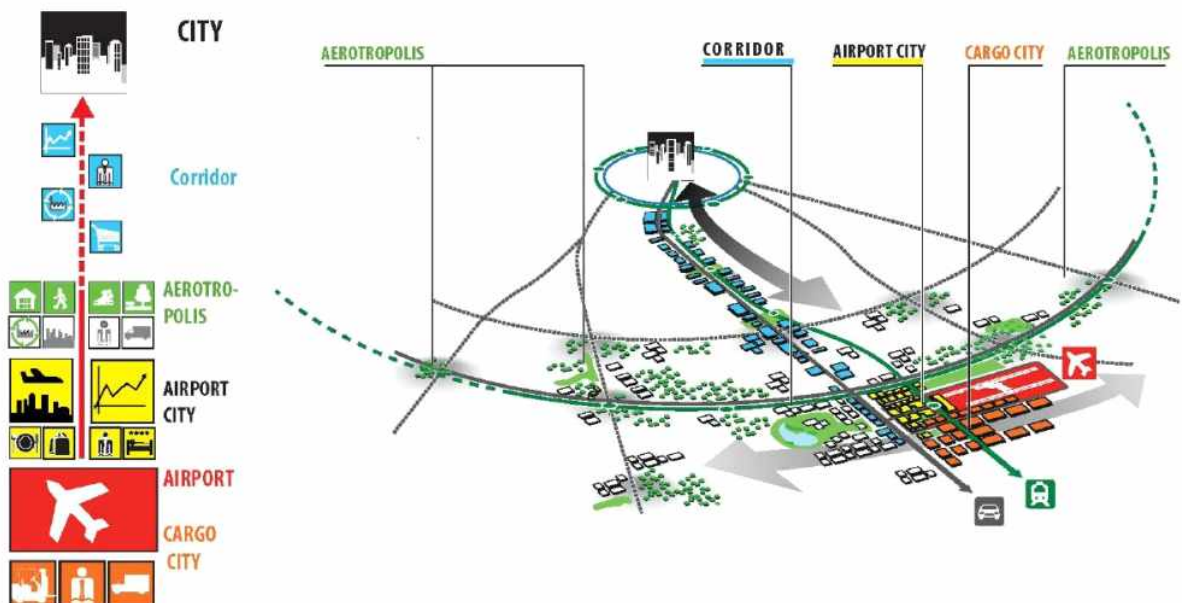 CITY
Corridor
AEROTRO-
POLIS
AIRPORT
CITY
AIRPORT
CARGO
CITY
AEROTROPOLIS
CORRIDOR
AIRPORT CITY
CARGO CITY
AEROTROPOLIS